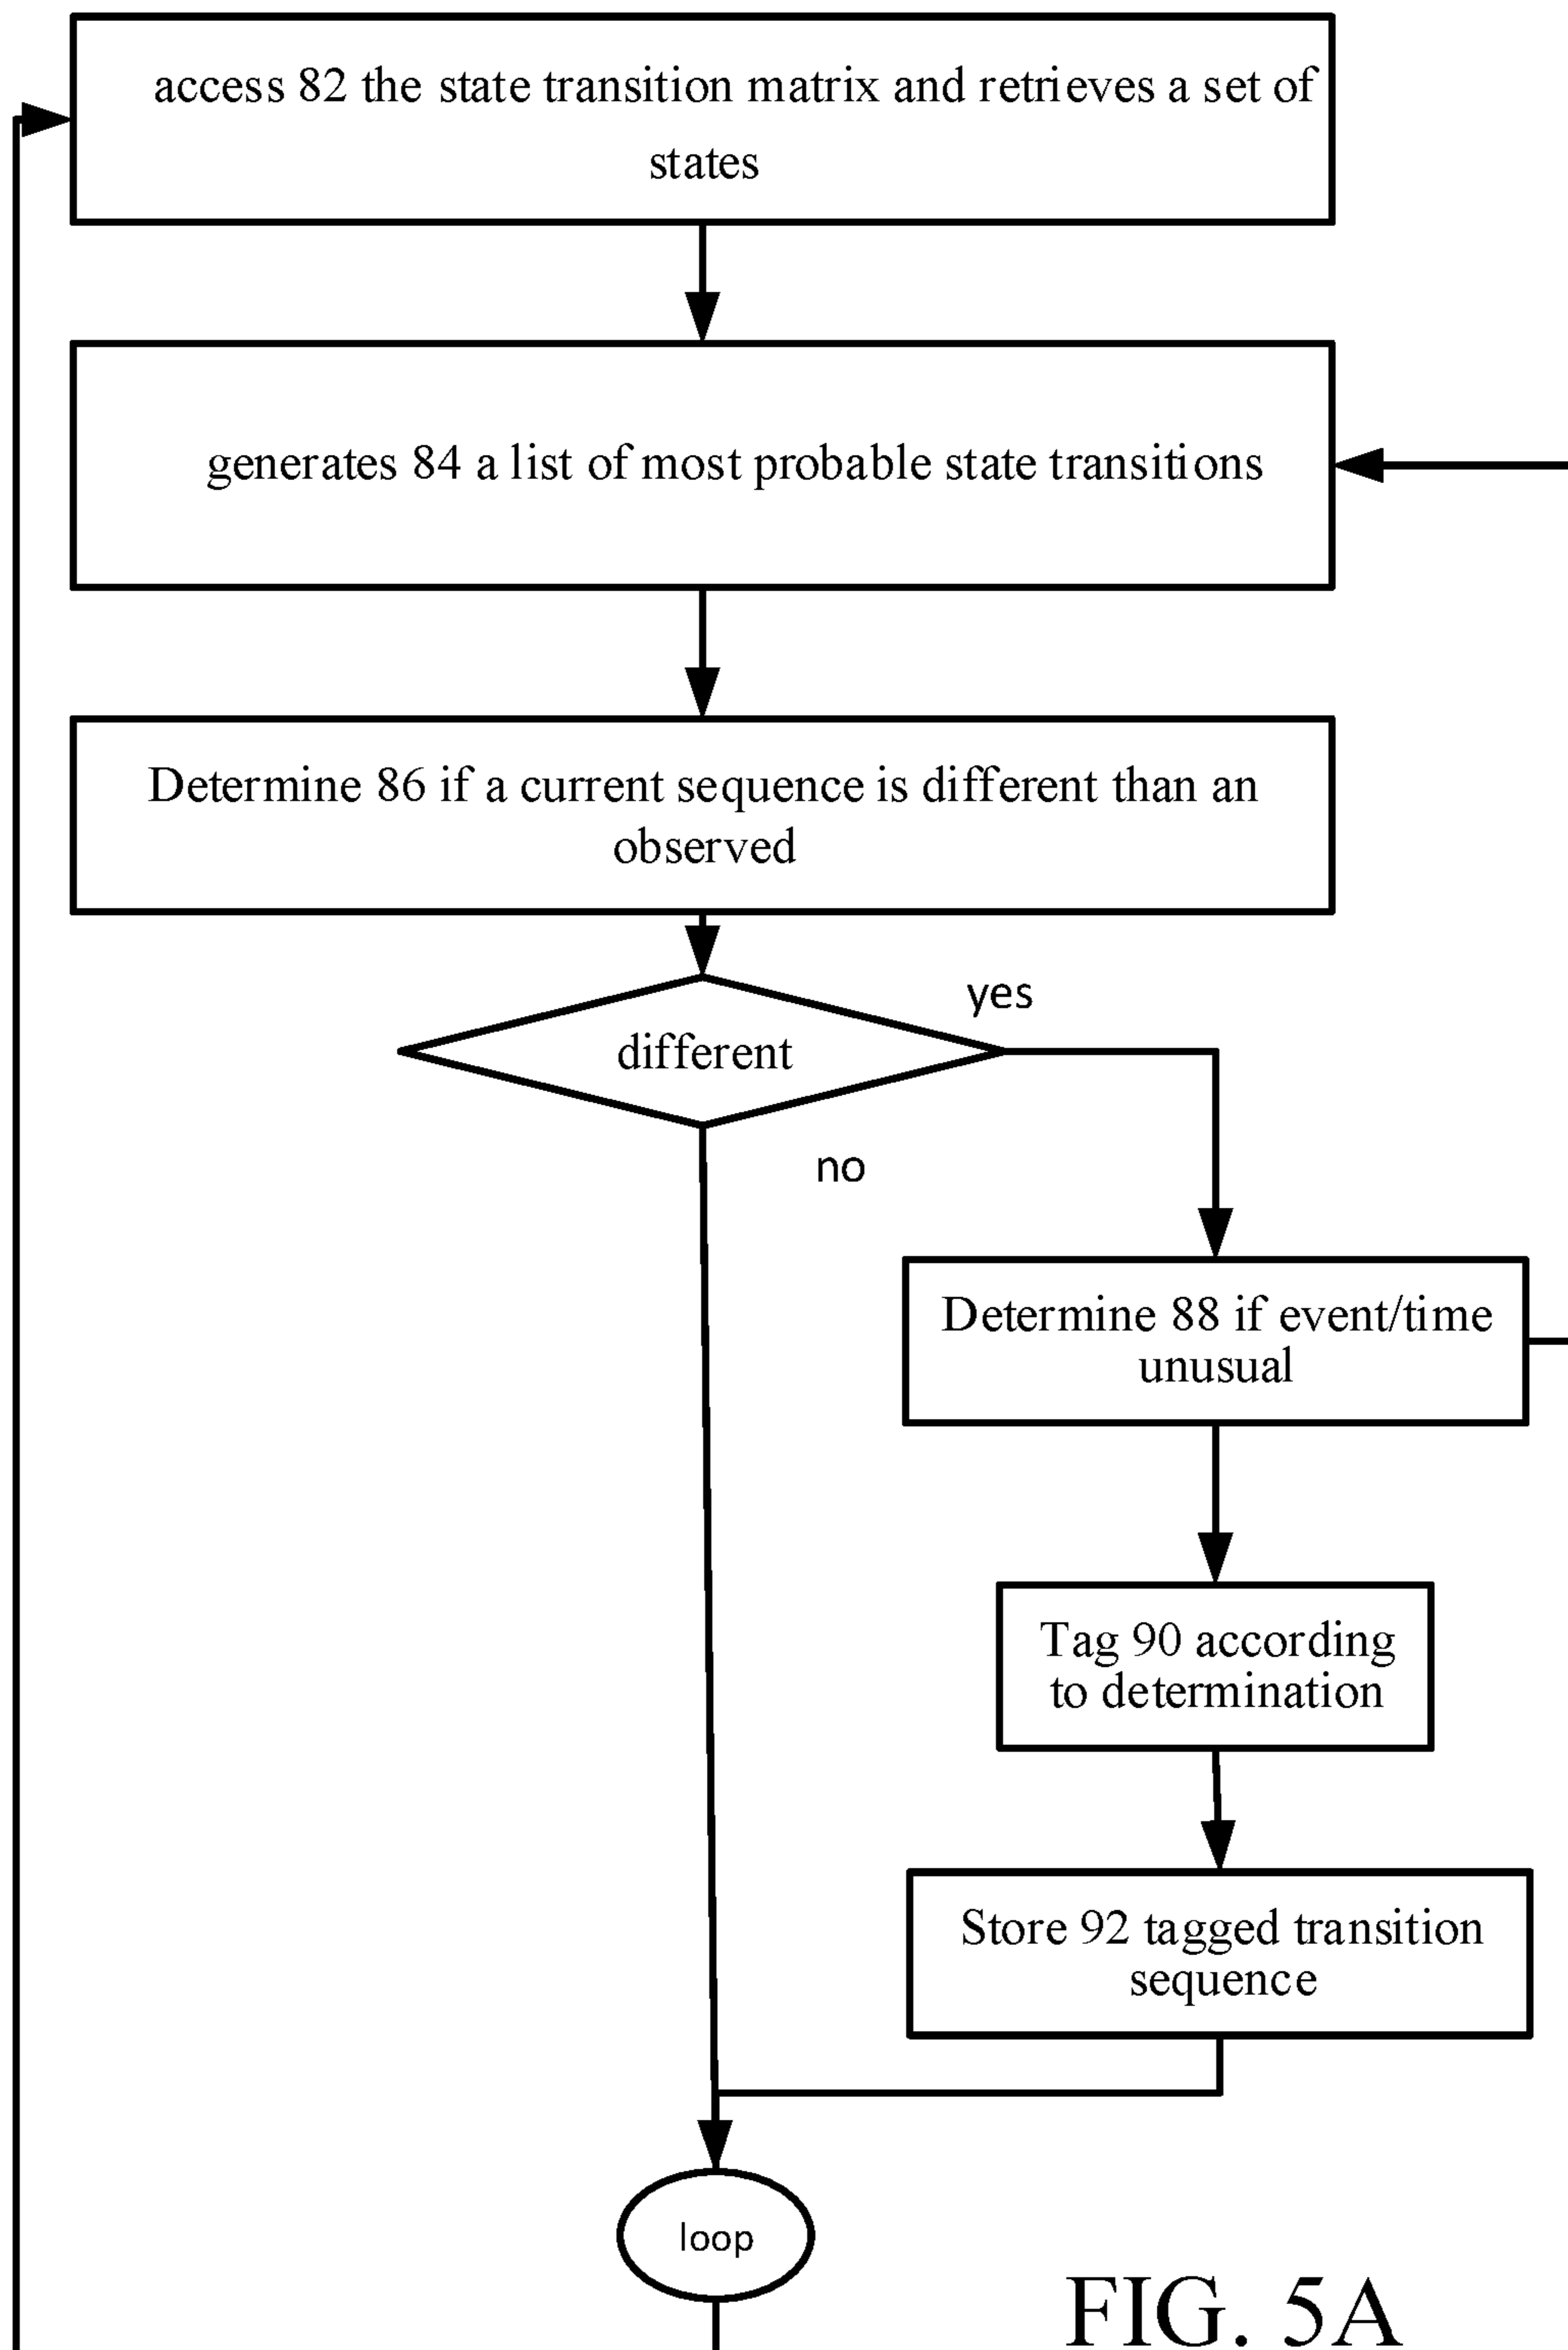 access 82 the state transition matrix and retrieves a set of
states
generates 84 a list of most probable state transitions
Determine 86 if a current sequence is different than an
observed
yes
different
no
Determine 88 if event/time
unusual
Tag 90 according
to determination
Store 92 tagged transition
sequence
loop
FIG. 5A